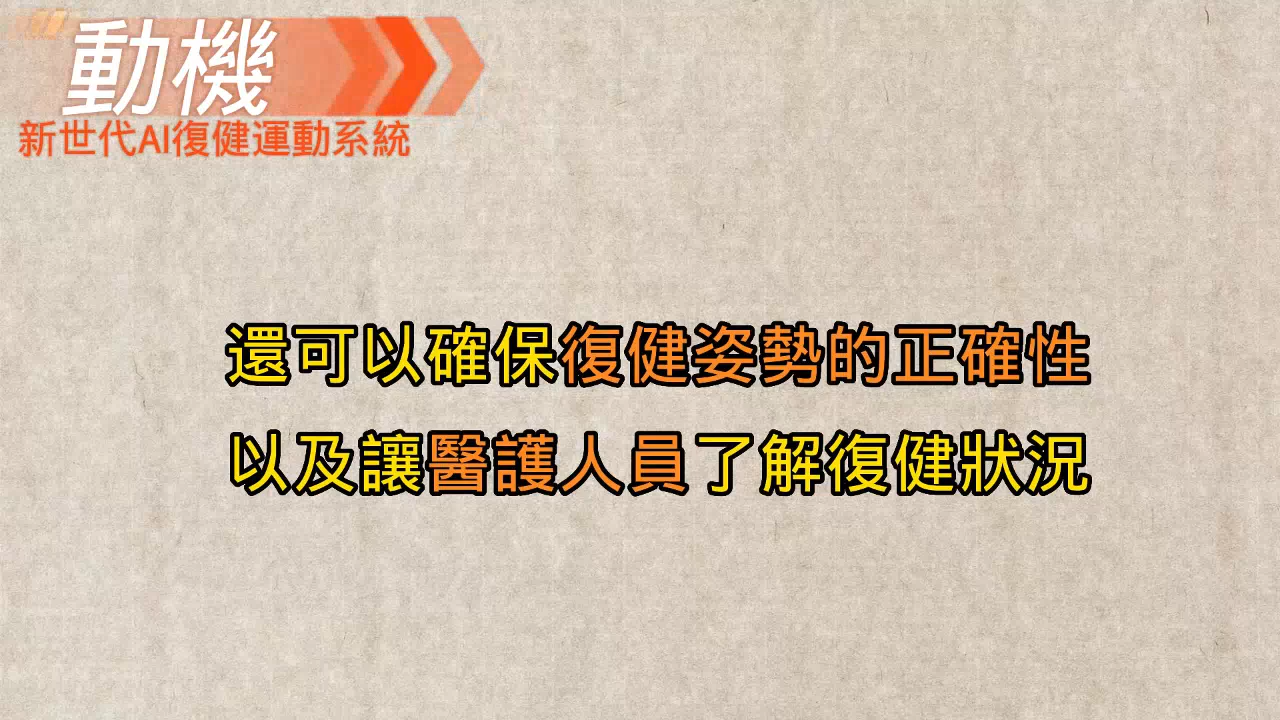 動機
新世代AI復健運動系統
還可以確保復健姿勢的正確性
以及讓醫護人員了解復健狀況